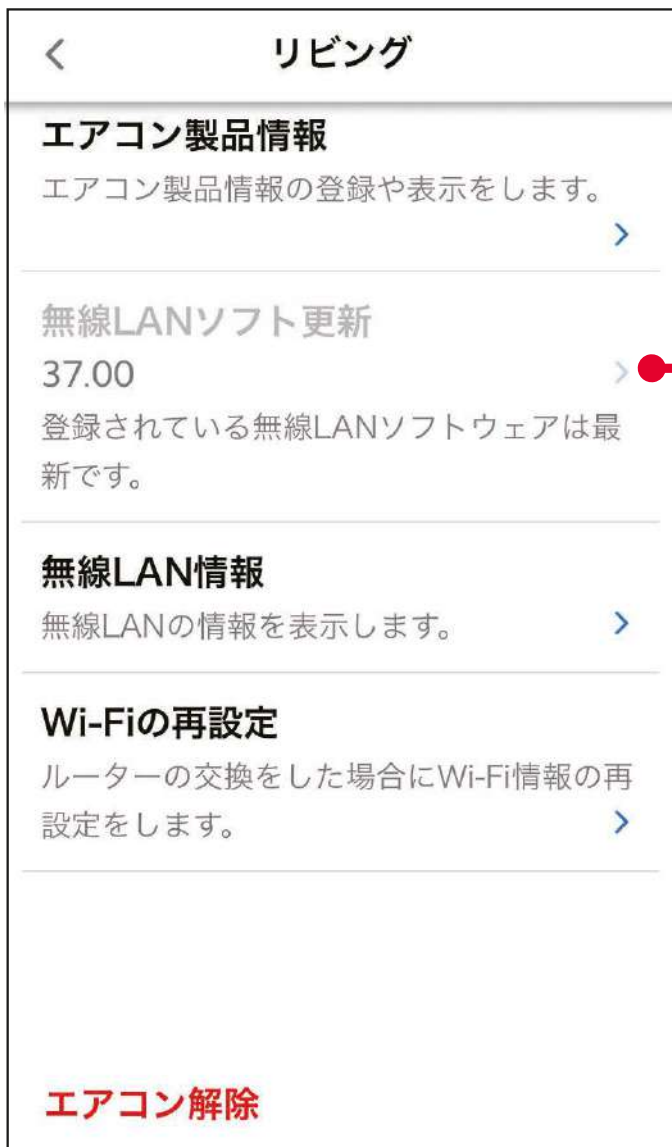 リビング
エアコン製品情報
エアコン製品情報の登録や表示をします。
無線LANソフト更新
37.00
登録されている無線LANソフトウェアは最
新です。
無線LAN情報
無線LANの情報を表示します。
Wi-Fiの再設定
ルーターの交換をした場合にWi-Fi情報の再
設定をします。
エアコン解除